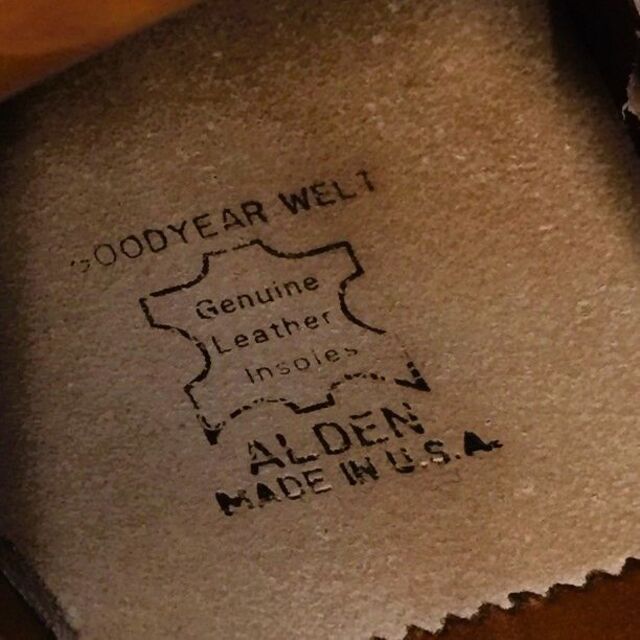 GOODYEAR WELT
Genuine
Leather
Insoles
ALDEN
MADE IN U.S.A.